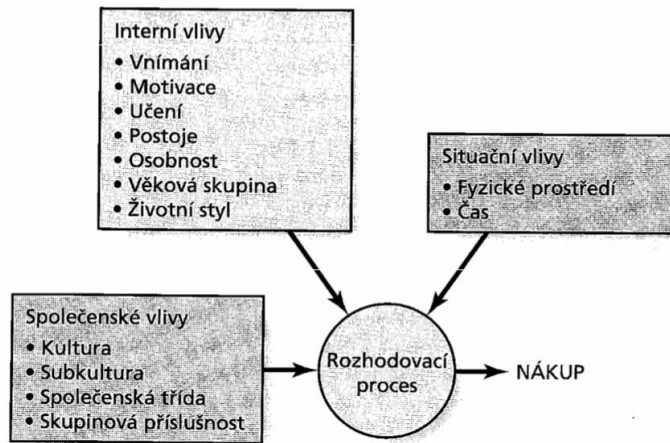 Interní vlivy
• Vnímání
• Motivace
• Učení
• Postoje
• Osobnost
• Věková skupina
• Životní styl
Situační vlivy
• Fyzické prostředí
• Čas
Společenské vlivy
• Kultura
• Subkultura
• Společenská třída
• Skupinová příslušnost
Rozhodovací
proces
NÁKUP